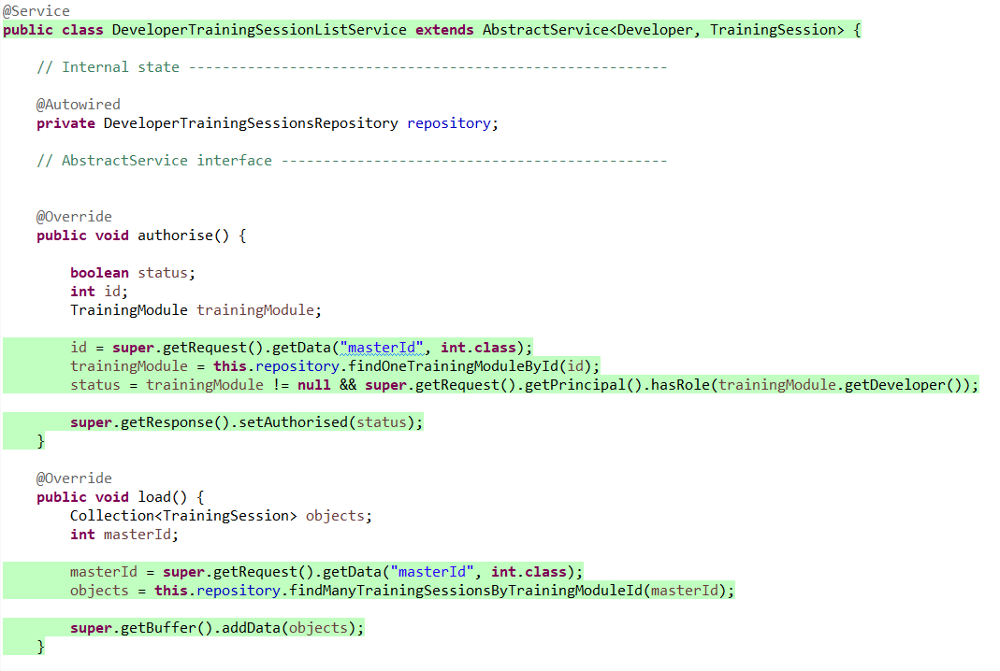 @Service
public class DeveloperTrainingSessionListService extends AbstractService<Developer, TrainingSession> {
// Internal state ---------------------------------------------------------
@Autowired
private DeveloperTrainingSessionsRepository repository;
// AbstractService interface ----------------------------------------------
@Override
public void authorise() {
boolean status;
int id;
TrainingModule trainingModule;
id = super.getRequest().getData("masterId", int.class);
trainingModule = this.repository.findOneTrainingModuleById(id);
status = trainingModule != null && super.getRequest().getPrincipal().hasRole(trainingModule.getDeveloper());
super.getResponse().setAuthorised(status);
}
@Override
public void load() {
Collection<TrainingSession> objects;
int masterId;
masterId = super.getRequest().getData("masterId", int.class);
objects = this.repository.findManyTrainingSessionsByTrainingModuleId(masterId);
super.getBuffer().addData(objects);
}